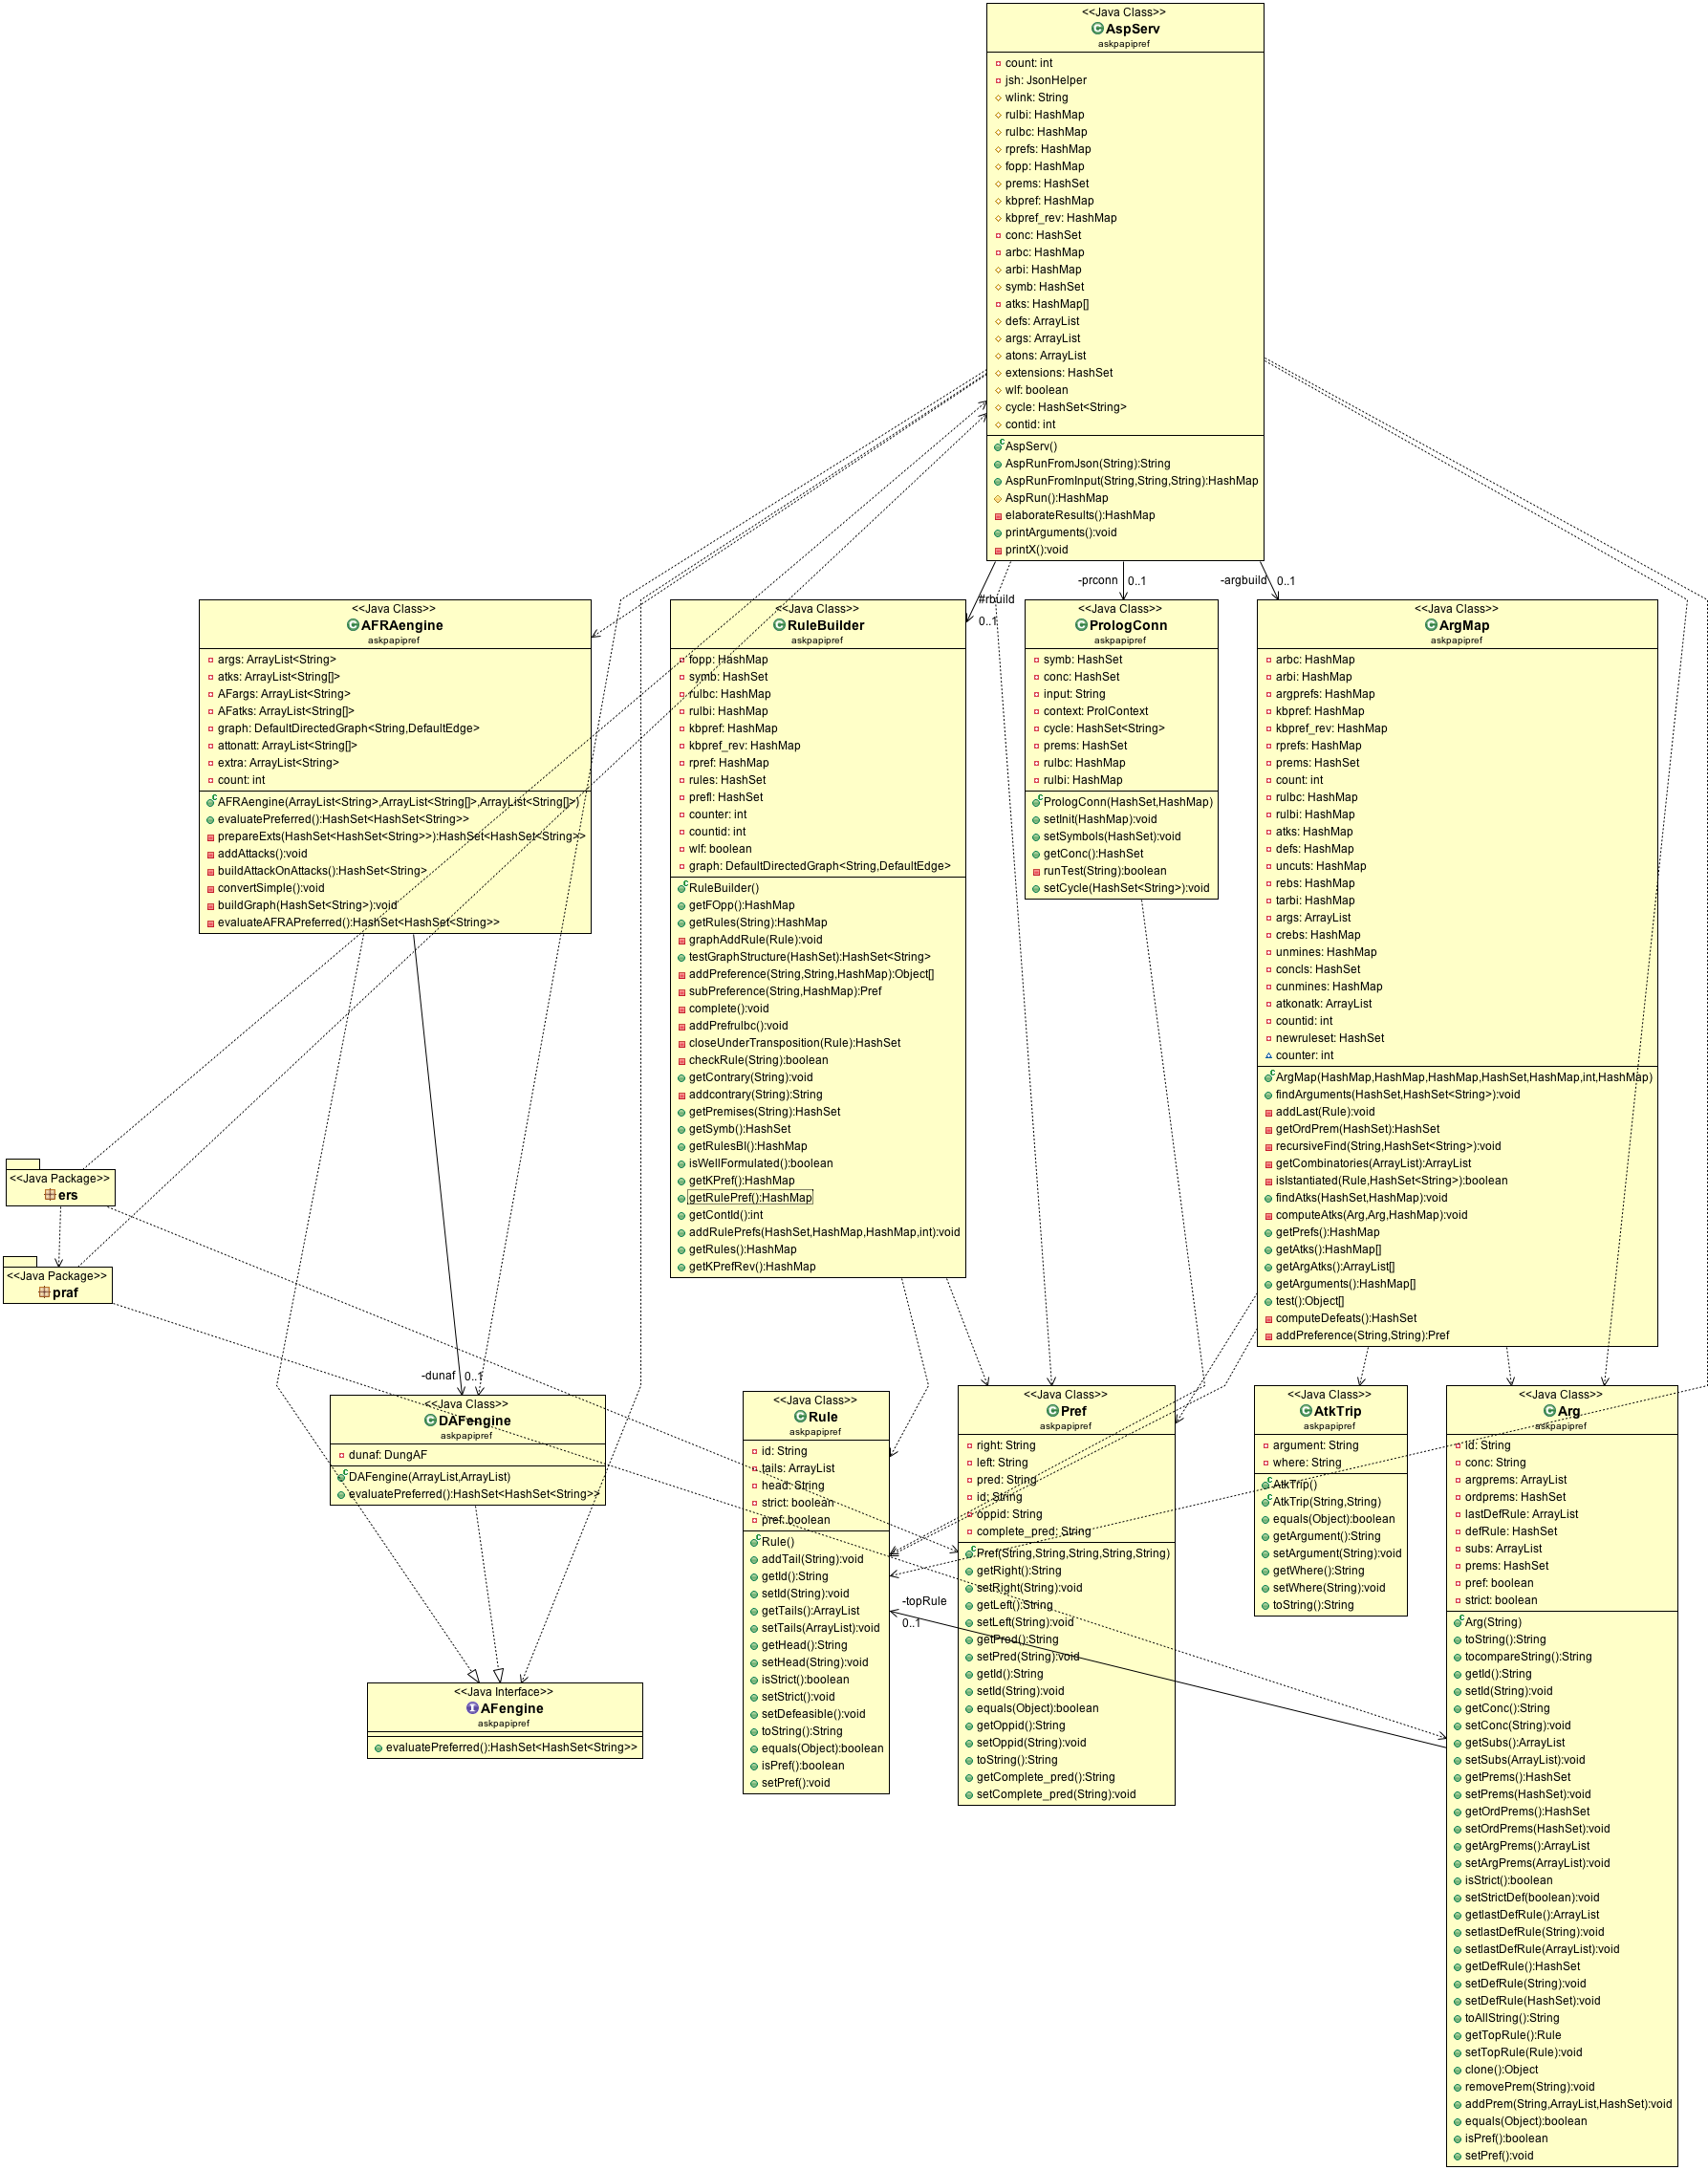 <<Java Class>>
AspServ
askpapipref
count: int
jsh: JsonHelper
wlink: String
rulbi: HashMap
rulbc: HashMap
rprefs: HashMap
fopp: HashMap
prems: HashSet
kbpref: HashMap
kbpref_rev: HashMap
conc: HashSet
arbc: HashMap
arbi: HashMap
symb: HashSet
atks: HashMap[]
defs: ArrayList
args: ArrayList
atons: ArrayList
extensions: HashSet
wlf: boolean
cycle: HashSet<String>
contid: int
AspServ()
AspRunFromJson(String):String
AspRunFromInput(String,String,String):HashMap
AspRun():HashMap
elaborateResults():HashMap
printArguments():void
printX():void
#rbuild
0..1
-prconn
0..1
-argbuild
0..1
<<Java Class>>
AFRAengine
askpapipref
args: ArrayList<String>
atks: ArrayList<String[]>
AFargs: ArrayList<String>
AFatks: ArrayList<String[]>
graph: DefaultDirectedGraph<String,DefaultEdge>
attonatt: ArrayList<String[]>
extra: ArrayList<String>
count: int
AFRAengine(ArrayList<String>,ArrayList<String[]>,ArrayList<String[]>)
evaluatePreferred():HashSet<HashSet<String>>
prepareExts(HashSet<HashSet<String>>):HashSet<HashSet<String>>
addAttacks():void
buildAttackOnAttacks():HashSet<String>
convertSimple():void
buildGraph(HashSet<String>):void
evaluateAFRAPreferred():HashSet<HashSet<String>>
<<Java Class>>
RuleBuilder
askpapipref
fopp: HashMap
symb: HashSet
rulbc: HashMap
rulbi: HashMap
kbpref: HashMap
kbpref_rev: HashMap
rpref: HashMap
rules: HashSet
prefl: HashSet
counter: int
countid: int
wlf: boolean
graph: DefaultDirectedGraph<String,DefaultEdge>
RuleBuilder()
getFOpp():HashMap
getRules(String):HashMap
graphAddRule(Rule):void
testGraphStructure(HashSet):HashSet<String>
addPreference(String,String,HashMap):Object[]
subPreference(String,HashMap):Pref
complete():void
addPrefrulbc():void
closeUnderTransposition(Rule):HashSet
checkRule(String):boolean
getContrary(String):void
addcontrary(String):String
getPremises(String):HashSet
getSymb():HashSet
getRulesBI():HashMap
isWellFormulated():boolean
getKPref():HashMap
getRulePref():HashMap
getContId():int
addRulePrefs(HashSet,HashMap,HashMap,int):void
getRules():HashMap
getKPrefRev():HashMap
<<Java Class>>
PrologConn
askpapipref
symb: HashSet
conc: HashSet
input: String
context: ProlContext
cycle: HashSet<String>
prems: HashSet
rulbc: HashMap
rulbi: HashMap
PrologConn(HashSet,HashMap)
setInit(HashMap):void
setSymbols(HashSet):void
getConc():HashSet
runTest(String):boolean
setCycle(HashSet<String>):void
<<Java Class>>
ArgMap
askpapipref
arbc: HashMap
arbi: HashMap
argprefs: HashMap
kbpref: HashMap
kbpref_rev: HashMap
rprefs: HashMap
prems: HashSet
count: int
rulbc: HashMap
rulbi: HashMap
atks: HashMap
defs: HashMap
uncuts: HashMap
rebs: HashMap
tarbi: HashMap
args: ArrayList
crebs: HashMap
unmines: HashMap
concls: HashSet
cunmines: HashMap
atkonatk: ArrayList
countid: int
newruleset: HashSet
counter: int
ArgMap(HashMap,HashMap,HashMap,HashSet,HashMap,int,HashMap)
findArguments(HashSet,HashSet<String>):void
addLast(Rule):void
getOrdPrem(HashSet):HashSet
recursiveFind(String,HashSet<String>):void
getCombinatories(ArrayList):ArrayList
isIstantiated(Rule,HashSet<String>):boolean
findAtks(HashSet,HashMap):void
computeAtks(Arg,Arg,HashMap):void
getPrefs():HashMap
getAtks():HashMap[]
getArgAtks():ArrayList[]
getArguments():HashMap[]
test():Object[]
computeDefeats():HashSet
addPreference(String,String):Pref
<<Java Package>>
ers
<<Java Package>>
praf
-dunaf
0..1
<<Java Class>>
DAFengine
askpapipref
dunaf: DungAF
DAFengine(ArrayList,ArrayList)
evaluatePreferred():HashSet<HashSet<String>>
<<Java Interface>>
AFengine
askpapipref
evaluatePreferred():HashSet<HashSet<String>>
<<Java Class>>
Rule
askpapipref
id: String
tails: ArrayList
head: String
strict: boolean
pref: boolean
Rule()
addTail(String):void
getId():String
setId(String):void
getTails():ArrayList
setTails(ArrayList):void
getHead():String
setHead(String):void
isStrict():boolean
setStrict():void
setDefeasible():void
toString():String
equals(Object):boolean
isPref():boolean
setPref():void
-topRule
0..1
<<Java Class>>
Pref
askpapipref
right: String
left: String
pred: String
id: String
oppid: String
complete_pred: String
Pref(String,String,String,String,String)
getRight():String
setRight(String):void
getLeft():String
setLeft(String):void
getPred():String
setPred(String):void
getId():String
setId(String):void
equals(Object):boolean
getOppid():String
setOppid(String):void
toString():String
getComplete_pred():String
setComplete_pred(String):void
<<Java Class>>
AtkTrip
askpapipref
argument: String
where: String
AtkTrip()
AtkTrip(String,String)
equals(Object):boolean
getArgument():String
setArgument(String):void
getWhere():String
setWhere(String):void
toString():String
<<Java Class>>
Arg
askpapipref
id: String
conc: String
argprems: ArrayList
ordprems: HashSet
lastDefRule: ArrayList
defRule: HashSet
subs: ArrayList
prems: HashSet
pref: boolean
strict: boolean
Arg(String)
toString():String
tocompareString():String
getId():String
setId(String):void
getConc():String
setConc(String):void
getSubs():ArrayList
setSubs(ArrayList):void
getPrems():HashSet
setPrems(HashSet):void
getOrdPrems():HashSet
setOrdPrems(HashSet):void
getArgPrems():ArrayList
setArgPrems(ArrayList):void
isStrict():boolean
setStrictDef(boolean):void
getlastDefRule():ArrayList
setlastDefRule(String):void
setlastDefRule(ArrayList):void
getDefRule():HashSet
setDefRule(String):void
setDefRule(HashSet):void
toAllString():String
getTopRule():Rule
setTopRule(Rule):void
clone():Object
removePrem(String):void
addPrem(String,ArrayList,HashSet):void
equals(Object):boolean
isPref():boolean
setPref():void